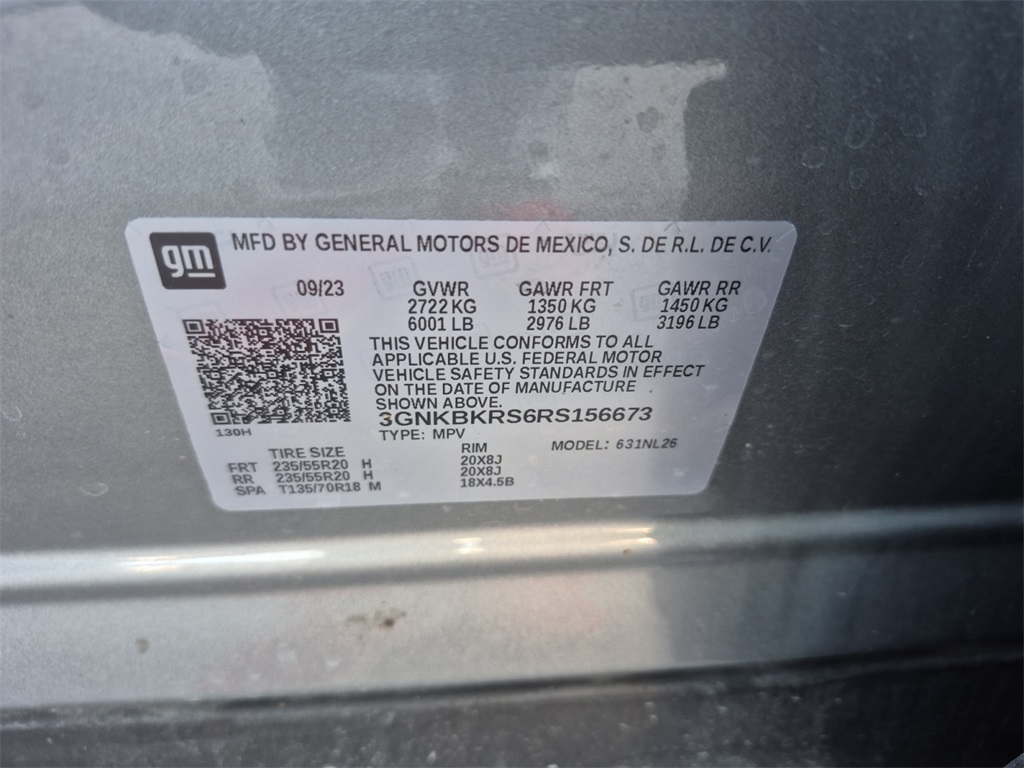 gm
MFD BY GENERAL MOTORS DE MEXICO, S. DE R.L. DE C.V.
09/23 GVWR GAWR FRT GAWR RR
2722 KG 1350 KG 1450 KG
6001 LB 2976 LB 3196 LB
THIS VEHICLE CONFORMS TO ALL
APPLICABLE U.S. FEDERAL MOTOR
VEHICLE SAFETY STANDARDS IN EFFECT
ON THE DATE OF MANUFACTURE
SHOWN ABOVE.
3GNKBKRS6RS156673
130H
TYPE: MPV
MODEL: 631NL26
TIRE SIZE RIM
FRT 235/55R20 H 20X8J
RR 235/55R20 H 20X8J
SPA T135/70R18 M 18X4.5B